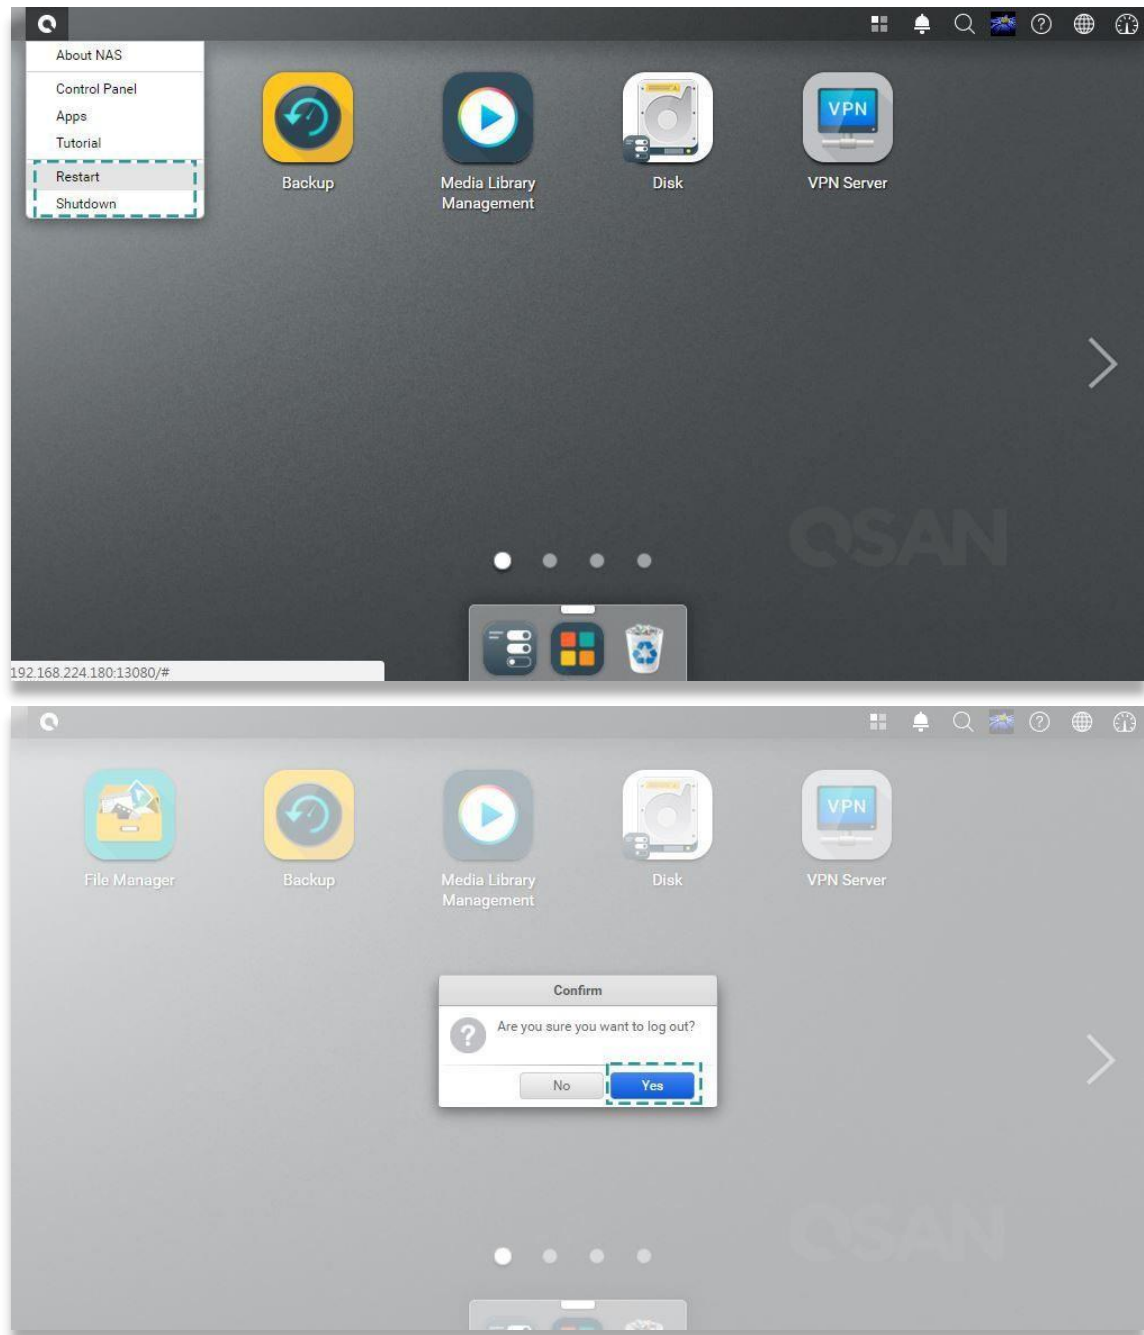 About NAS
Control Panel
Apps
Tutorial
Restart
Shutdown
Backup
Media Library
Management
Disk
VPN
VPN Server
QSAN
192.168.224.180:13080/#
File Manager
Backup
Media Library
Management
Disk
VPN
VPN Server
Confirm
Are you sure you want to log out?
No
Yes
QSAN